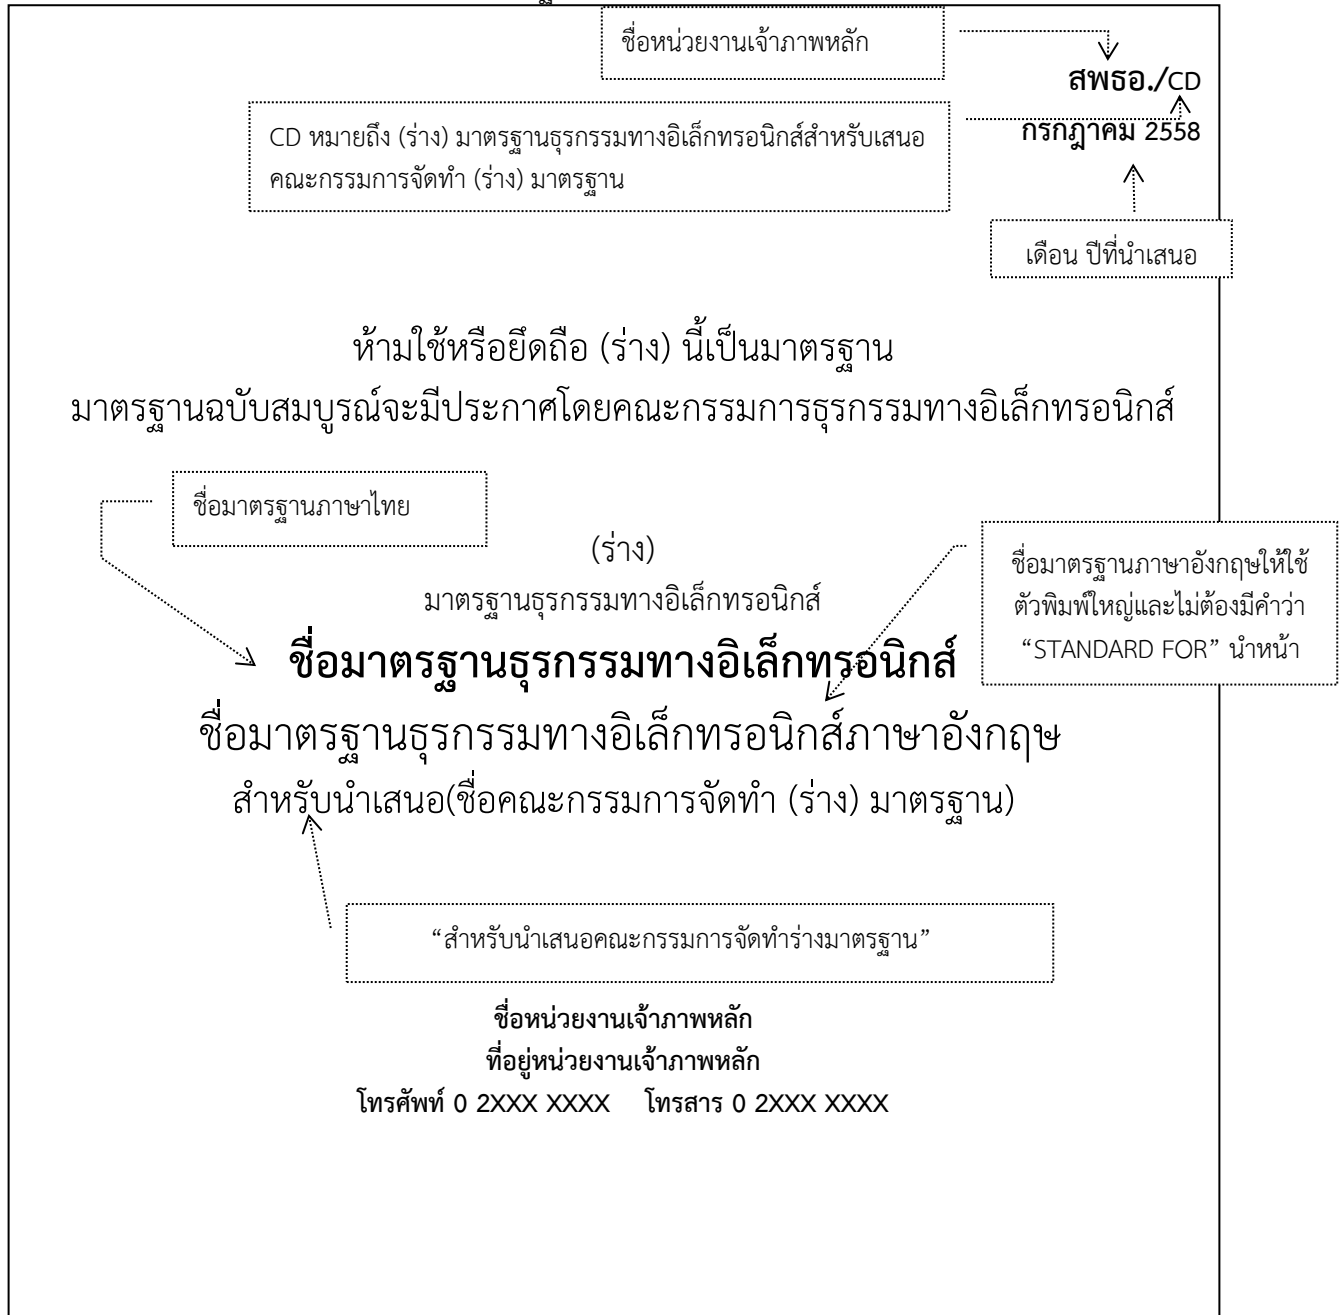 ชื่อหน่วยงานเจ้าภาพหลัก
สพธอ./CD
CD หมายถึง (ร่าง) มาตรฐานธุรกรรมทางอิเล็กทรอนิกส์สำหรับเสนอ
คณะกรรมการจัดทำ (ร่าง) มาตรฐาน
กรกฎาคม 2558
เดือน ปีที่นำเสนอ
ห้ามใช้หรือยึดถือ (ร่าง) นี้เป็นมาตรฐาน
มาตรฐานฉบับสมบูรณ์จะมีประกาศโดยคณะกรรมการธุรกรรมทางอิเล็กทรอนิกส์
ชื่อมาตรฐานภาษาไทย
(ร่าง)
มาตรฐานธุรกรรมทางอิเล็กทรอนิกส์
ชื่อมาตรฐานภาษาอังกฤษให้ใช้
ตัวพิมพ์ใหญ่และไม่ต้องมีคำว่า
“STANDARD FOR” นำหน้า
ชื่อมาตรฐานธุรกรรมทางอิเล็กทรอนิกส์
ชื่อมาตรฐานธุรกรรมทางอิเล็กทรอนิกส์ภาษาอังกฤษ
สำหรับนำเสนอ(ชื่อคณะกรรมการจัดทำ (ร่าง) มาตรฐาน)
“สำหรับนำเสนอคณะกรรมการจัดทำร่างมาตรฐาน”
ชื่อหน่วยงานเจ้าภาพหลัก
ที่อยู่หน่วยงานเจ้าภาพหลัก
โทรศัพท์ 0 2XXX XXXX โทรสาร 0 2XXX XXXX